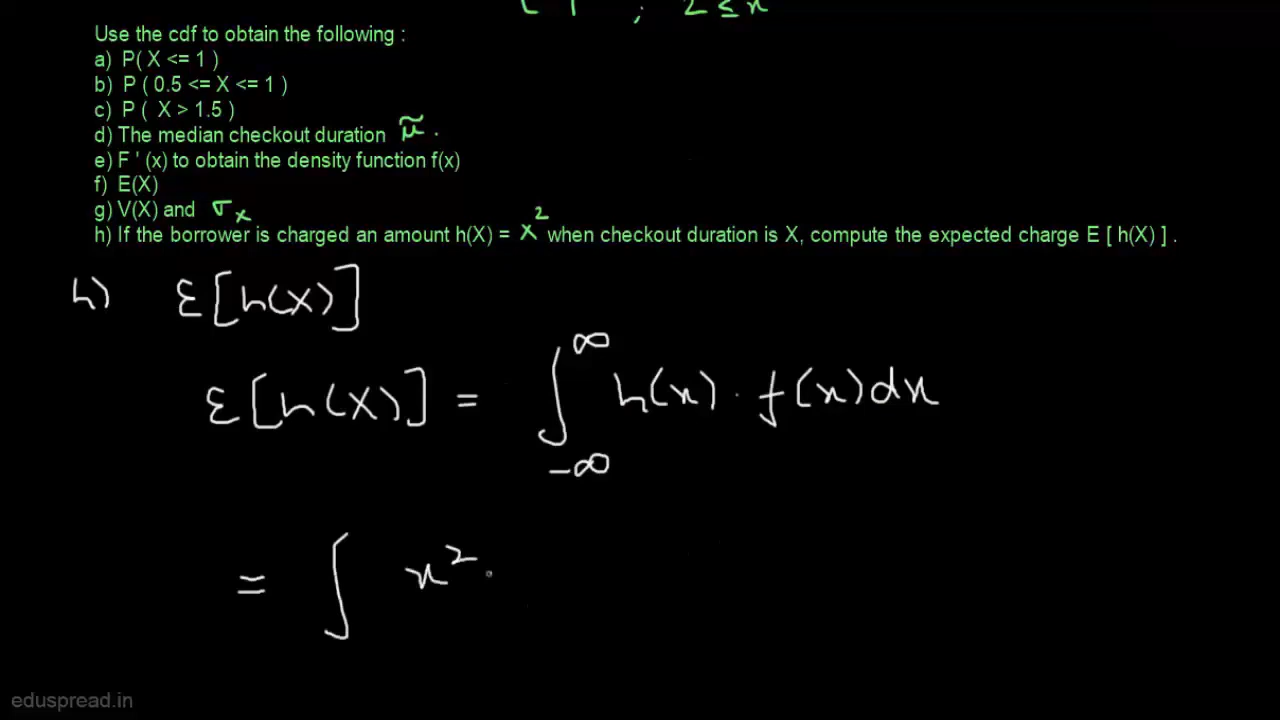 [ 1 ; 2 ≤ x
Use the cdf to obtain the following :
a) P( X <= 1 )
b) P ( 0.5 <= X <= 1 )
c) P ( X > 1.5 )
d) The median checkout duration μ̃ .
e) F ' (x) to obtain the density function f(x)
f) E(X)
g) V(X) and σx
h) If the borrower is charged an amount h(X) = x² when checkout duration is X, compute the expected charge E [ h(X) ] .
h) E[h(X)]
E[h(X)] = ∫_{-∞}^{∞} h(x) · f(x)dx
= ∫ x² ·
eduspread.in